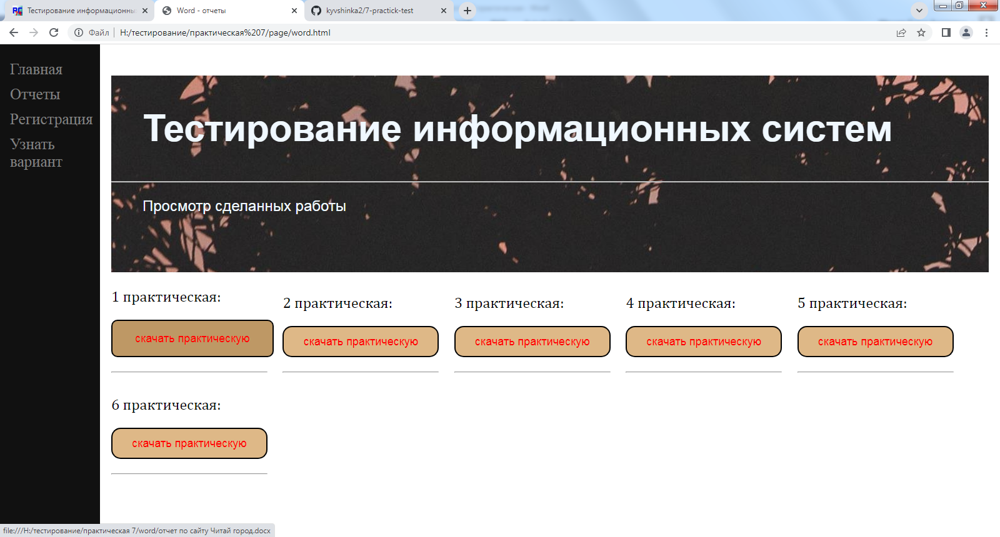 Тестирование информационны
Word - отчеты
kyvshinka2/7-practick-test
Файл
H:/тестирование/практическая%207/page/word.html
Главная
Отчеты
Регистрация
Узнать
вариант
Тестирование информационных систем
Просмотр сделанных работы
1 практическая:
2 практическая:
3 практическая:
4 практическая:
5 практическая:
скачать практическую
скачать практическую
скачать практическую
скачать практическую
скачать практическую
6 практическая:
скачать практическую
file:///H:/тестирование/практическая 7/word/отчет по сайту Читай город.docx